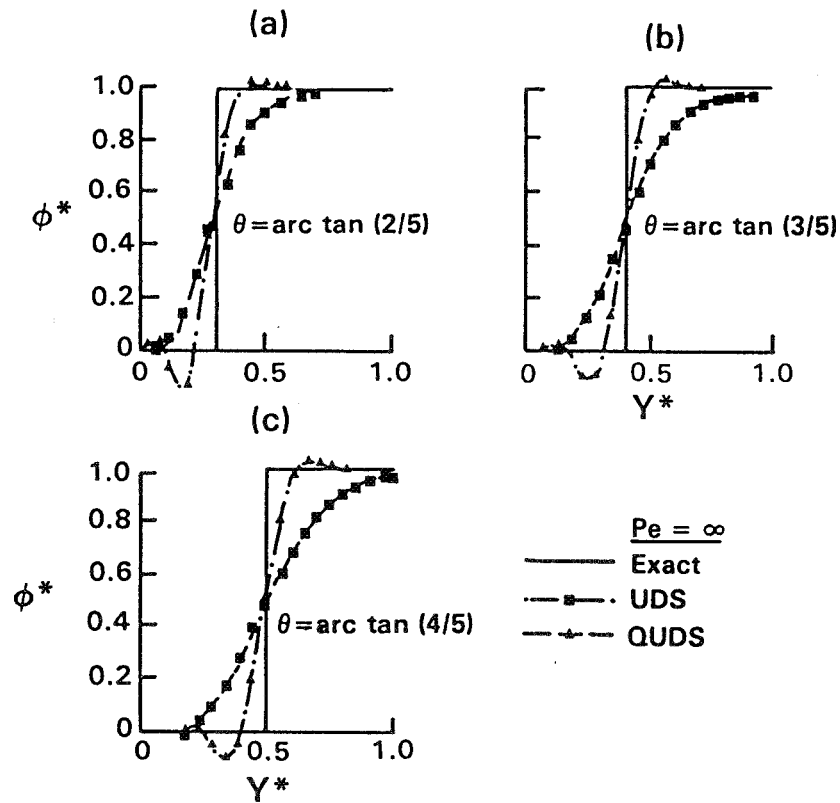 (a)
1.0
0.8
0.6
0.4
0.2
0
ϕ*
θ=arc tan (2/5)
0
0.5
1.0
(b)
θ=arc tan (3/5)
0
0.5
1.0
Y*
(c)
1.0
0.8
0.6
0.4
0.2
0
ϕ*
θ=arc tan (4/5)
0
0.5
1.0
Y*
Pe = ∞
Exact
UDS
QUDS